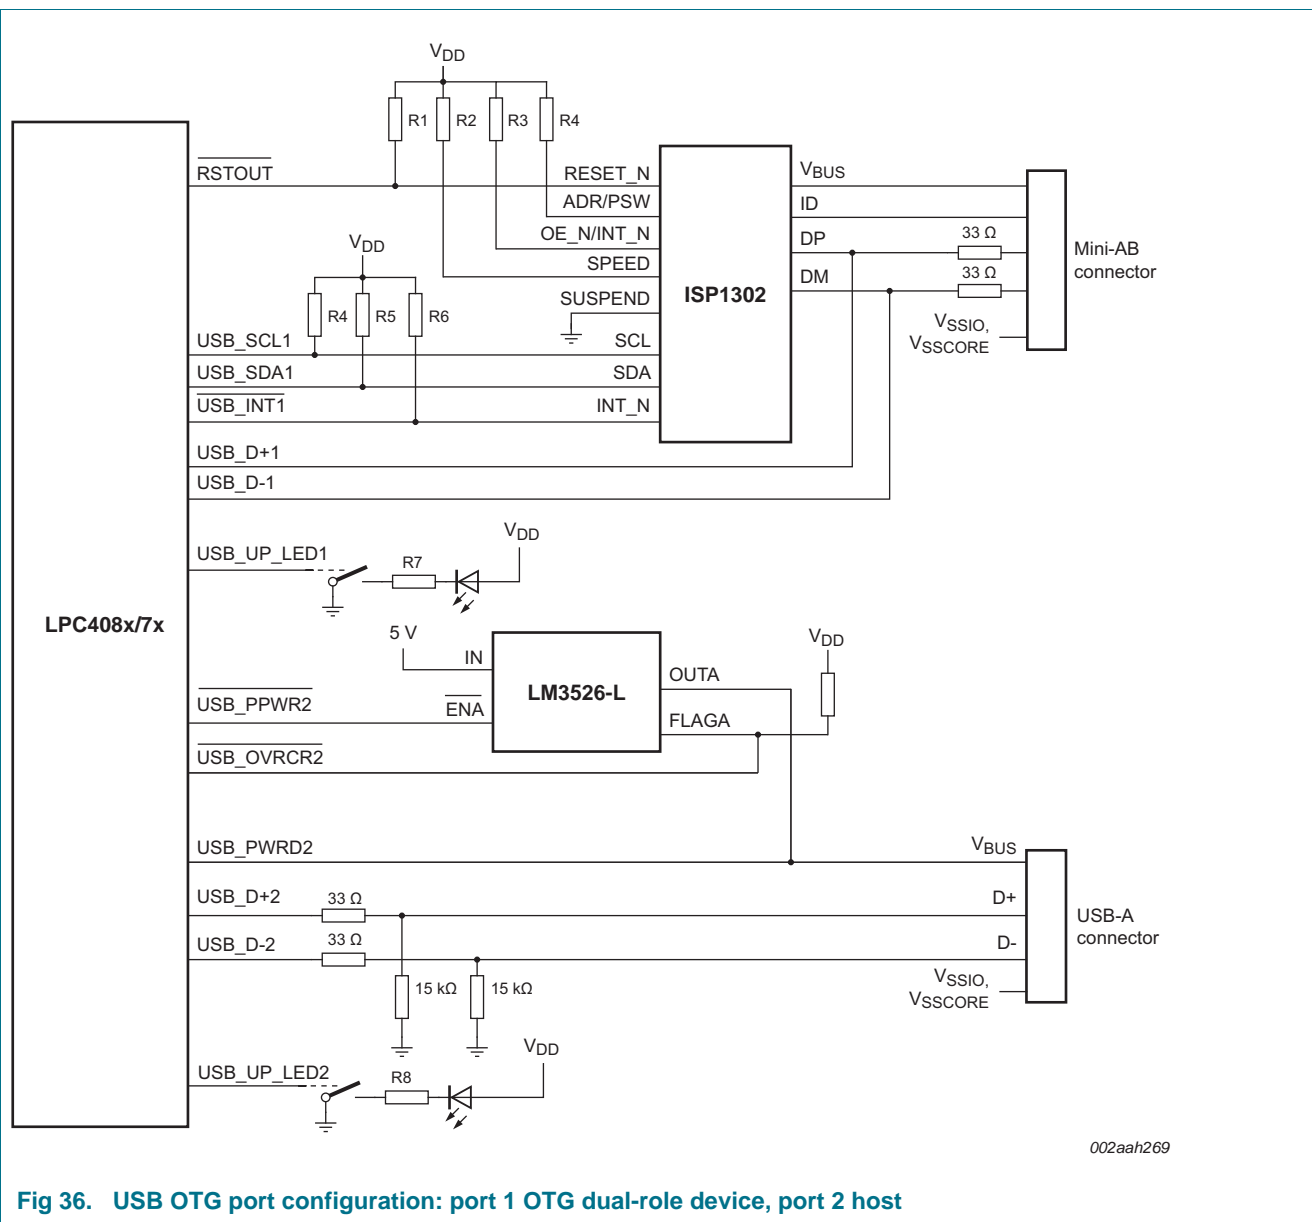 VDD
R1 R2 R3 R4
RSTOUT
RESET_N
ADR/PSW
OE_N/INT_N
SPEED
SUSPEND
SCL
SDA
INT_N
ISP1302
VBUS
ID
DP
DM
33 Ω
33 Ω
VSSIO,
VSSCORE
Mini-AB
connector
VDD
R4 R5 R6
USB_SCL1
USB_SDA1
USB_INT1
USB_D+1
USB_D-1
USB_UP_LED1
R7
VDD
LPC408x/7x
5 V
IN
ENA
LM3526-L
OUTA
FLAGA
VDD
USB_PPWR2
USB_OVRCR2
USB_PWRD2
USB_D+2
33 Ω
USB_D-2
33 Ω
15 kΩ
15 kΩ
VBUS
D+
D-
VSSIO,
VSSCORE
USB-A
connector
USB_UP_LED2
R8
VDD
002aah269
Fig 36. USB OTG port configuration: port 1 OTG dual-role device, port 2 host